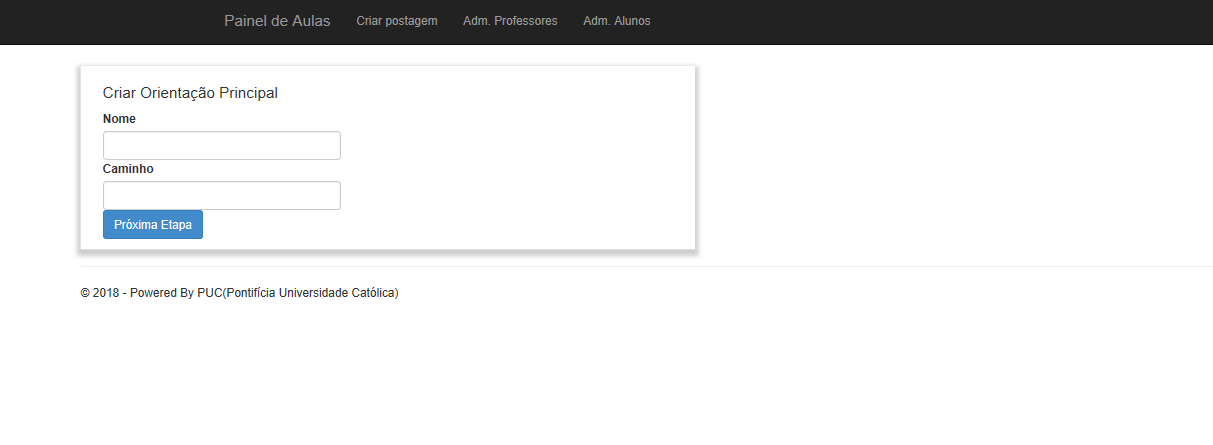 Painel de Aulas Criar postagem Adm. Professores Adm. Alunos
Criar Orientação Principal
Nome
Caminho
Próxima Etapa
© 2018 - Powered By PUC(Pontifícia Universidade Católica)